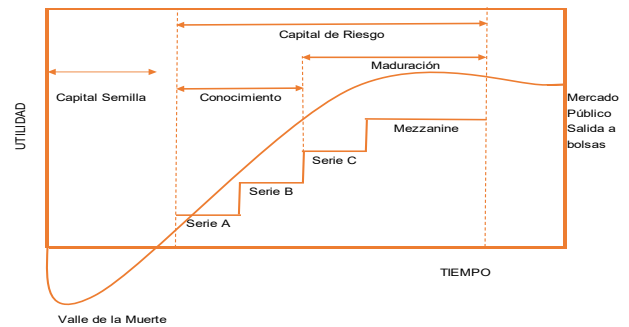 Capital de Riesgo
Maduración
Capital Semilla
Conocimiento
Mercado
Público
Salida a
bolsas
UTILIDAD
Mezzanine
Serie C
Serie B
Serie A
TIEMPO
Valle de la Muerte